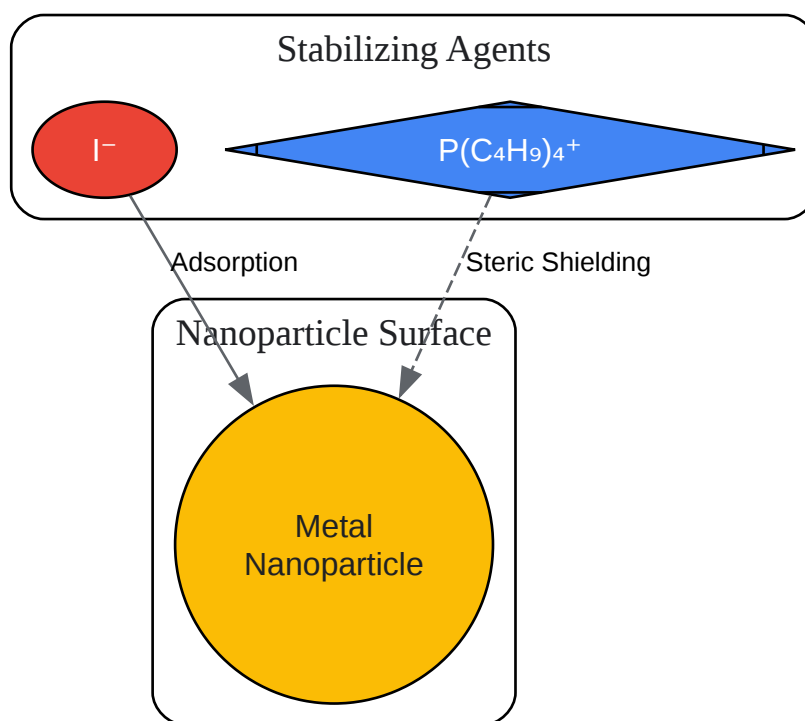 Stabilizing Agents
I⁻
P(C₄H₉)₄⁺
Adsorption
Steric Shielding
Nanoparticle Surface
Metal
Nanoparticle